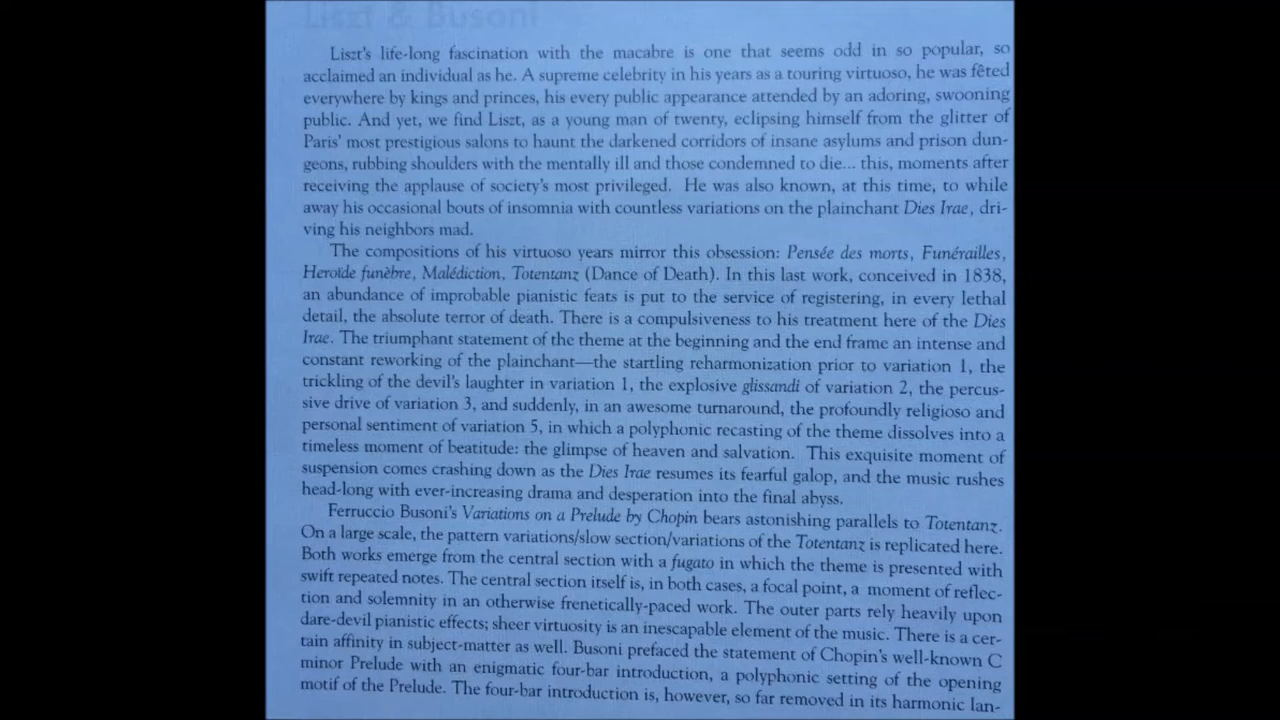 Liszt & Busoni
Liszt's life-long fascination with the macabre is one that seems odd in so popular, so
acclaimed an individual as he. A supreme celebrity in his years as a touring virtuoso, he was fêted
everywhere by kings and princes, his every public appearance attended by an adoring, swooning
public. And yet, we find Liszt, as a young man of twenty, eclipsing himself from the glitter of
Paris' most prestigious salons to haunt the darkened corridors of insane asylums and prison dun-
geons, rubbing shoulders with the mentally ill and those condemned to die... this, moments after
receiving the applause of society's most privileged. He was also known, at this time, to while
away his occasional bouts of insomnia with countless variations on the plainchant Dies Irae, dri-
ving his neighbors mad.
The compositions of his virtuoso years mirror this obsession: Pensée des morts, Funérailles,
Heroïde funèbre, Malédiction, Totentanz (Dance of Death). In this last work, conceived in 1838,
an abundance of improbable pianistic feats is put to the service of registering, in every lethal
detail, the absolute terror of death. There is a compulsiveness to his treatment here of the Dies
Irae. The triumphant statement of the theme at the beginning and the end frame an intense and
constant reworking of the plainchant—the startling reharmonization prior to variation 1, the
trickling of the devil's laughter in variation 1, the explosive glissandi of variation 2, the percus-
sive drive of variation 3, and suddenly, in an awesome turnaround, the profoundly religioso and
personal sentiment of variation 5, in which a polyphonic recasting of the theme dissolves into a
timeless moment of beatitude: the glimpse of heaven and salvation. This exquisite moment of
suspension comes crashing down as the Dies Irae resumes its fearful galop, and the music rushes
head-long with ever-increasing drama and desperation into the final abyss.
Ferruccio Busoni's Variations on a Prelude by Chopin bears astonishing parallels to Totentanz.
On a large scale, the pattern variations/slow section/variations of the Totentanz is replicated here.
Both works emerge from the central section with a fugato in which the theme is presented with
swift repeated notes. The central section itself is, in both cases, a focal point, a moment of reflec-
tion and solemnity in an otherwise frenetically-paced work. The outer parts rely heavily upon
dare-devil pianistic effects; sheer virtuosity is an inescapable element of the music. There is a cer-
tain affinity in subject-matter as well. Busoni prefaced the statement of Chopin's well-known C
minor Prelude with an enigmatic four-bar introduction, a polyphonic setting of the opening
motif of the Prelude. The four-bar introduction is, however, so far removed in its harmonic lan-